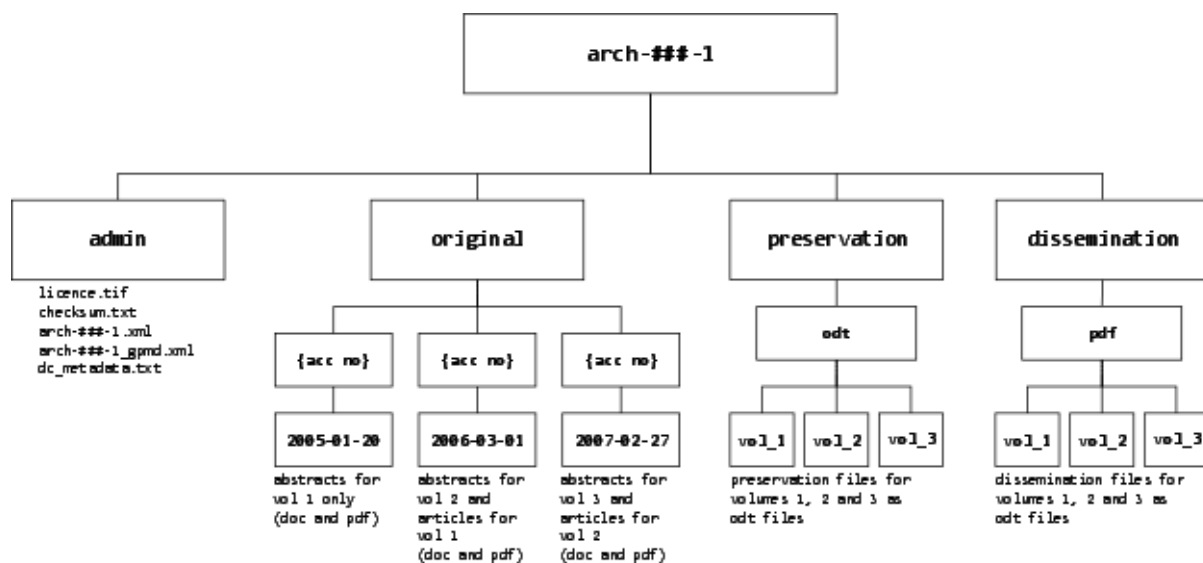 arch-###-1
admin
original
preservation
dissemination
licence.tif
checksum.txt
arch-###-1.xml
arch-###-1_gpmd.xml
dc_metadata.txt
{acc no}
{acc no}
{acc no}
odt
pdf
2005-01-20
2006-03-01
2007-02-27
vol_1
vol_2
vol_3
vol_1
vol_2
vol_3
abstracts for
vol 1 only
(doc and pdf)
abstracts for
vol 2 and
articles for
vol 1
(doc and pdf)
abstracts for
vol 3 and
articles for
vol 2
(doc and pdf)
preservation files for
volumes 1, 2 and 3 as
odt files
dissemination files for
volumes 1, 2 and 3 as
odt files